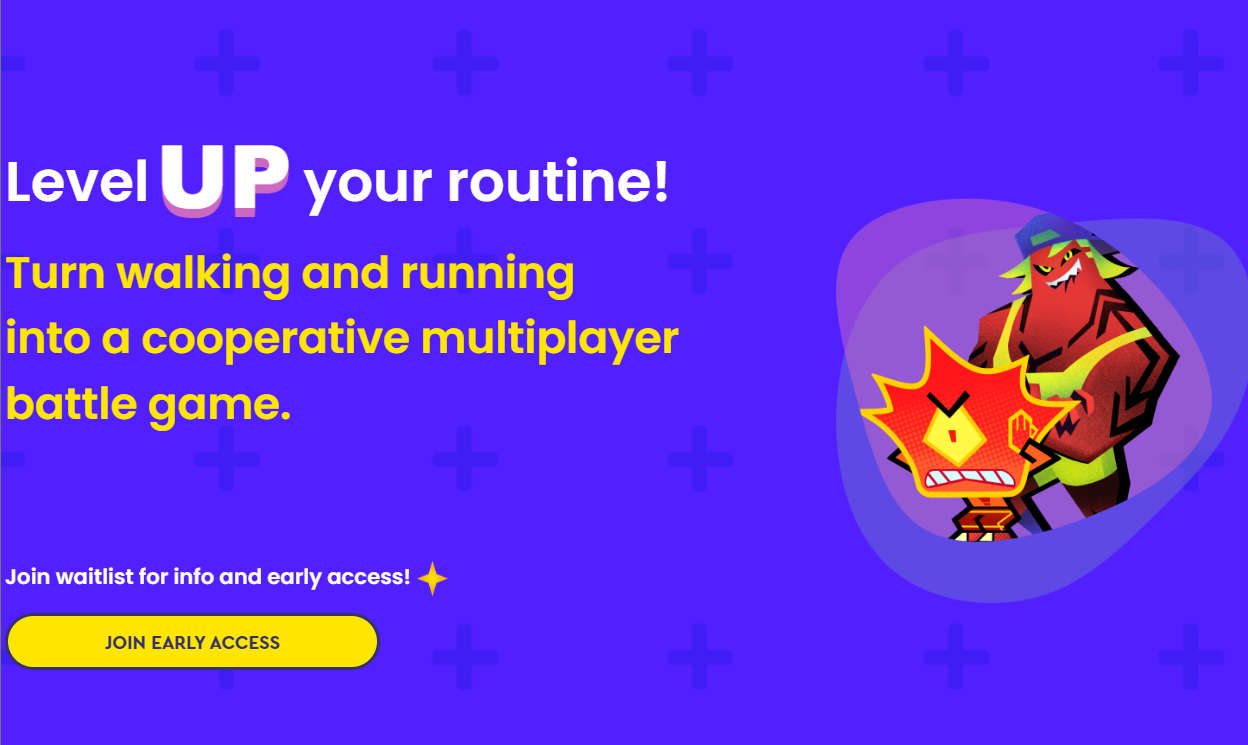 Level UP your routine!
Turn walking and running
into a cooperative multiplayer
battle game.
Join waitlist for info and early access!
JOIN EARLY ACCESS